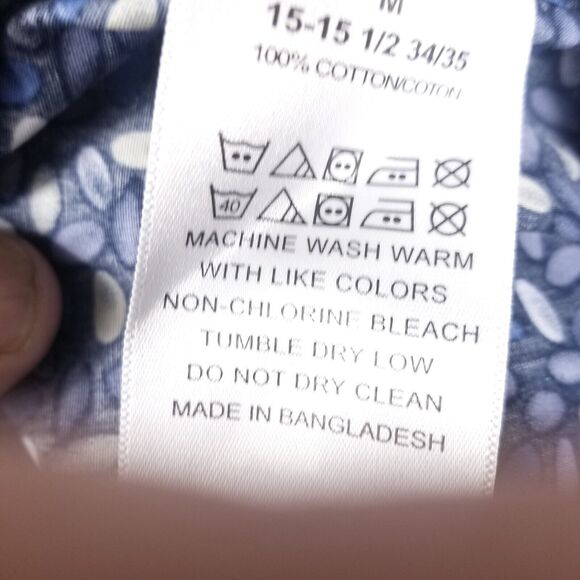 M
15-15 1/2 34/35
100% COTTON/COTON
40
MACHINE WASH WARM
WITH LIKE COLORS
NON-CHLORINE BLEACH
TUMBLE DRY LOW
DO NOT DRY CLEAN
MADE IN BANGLADESH